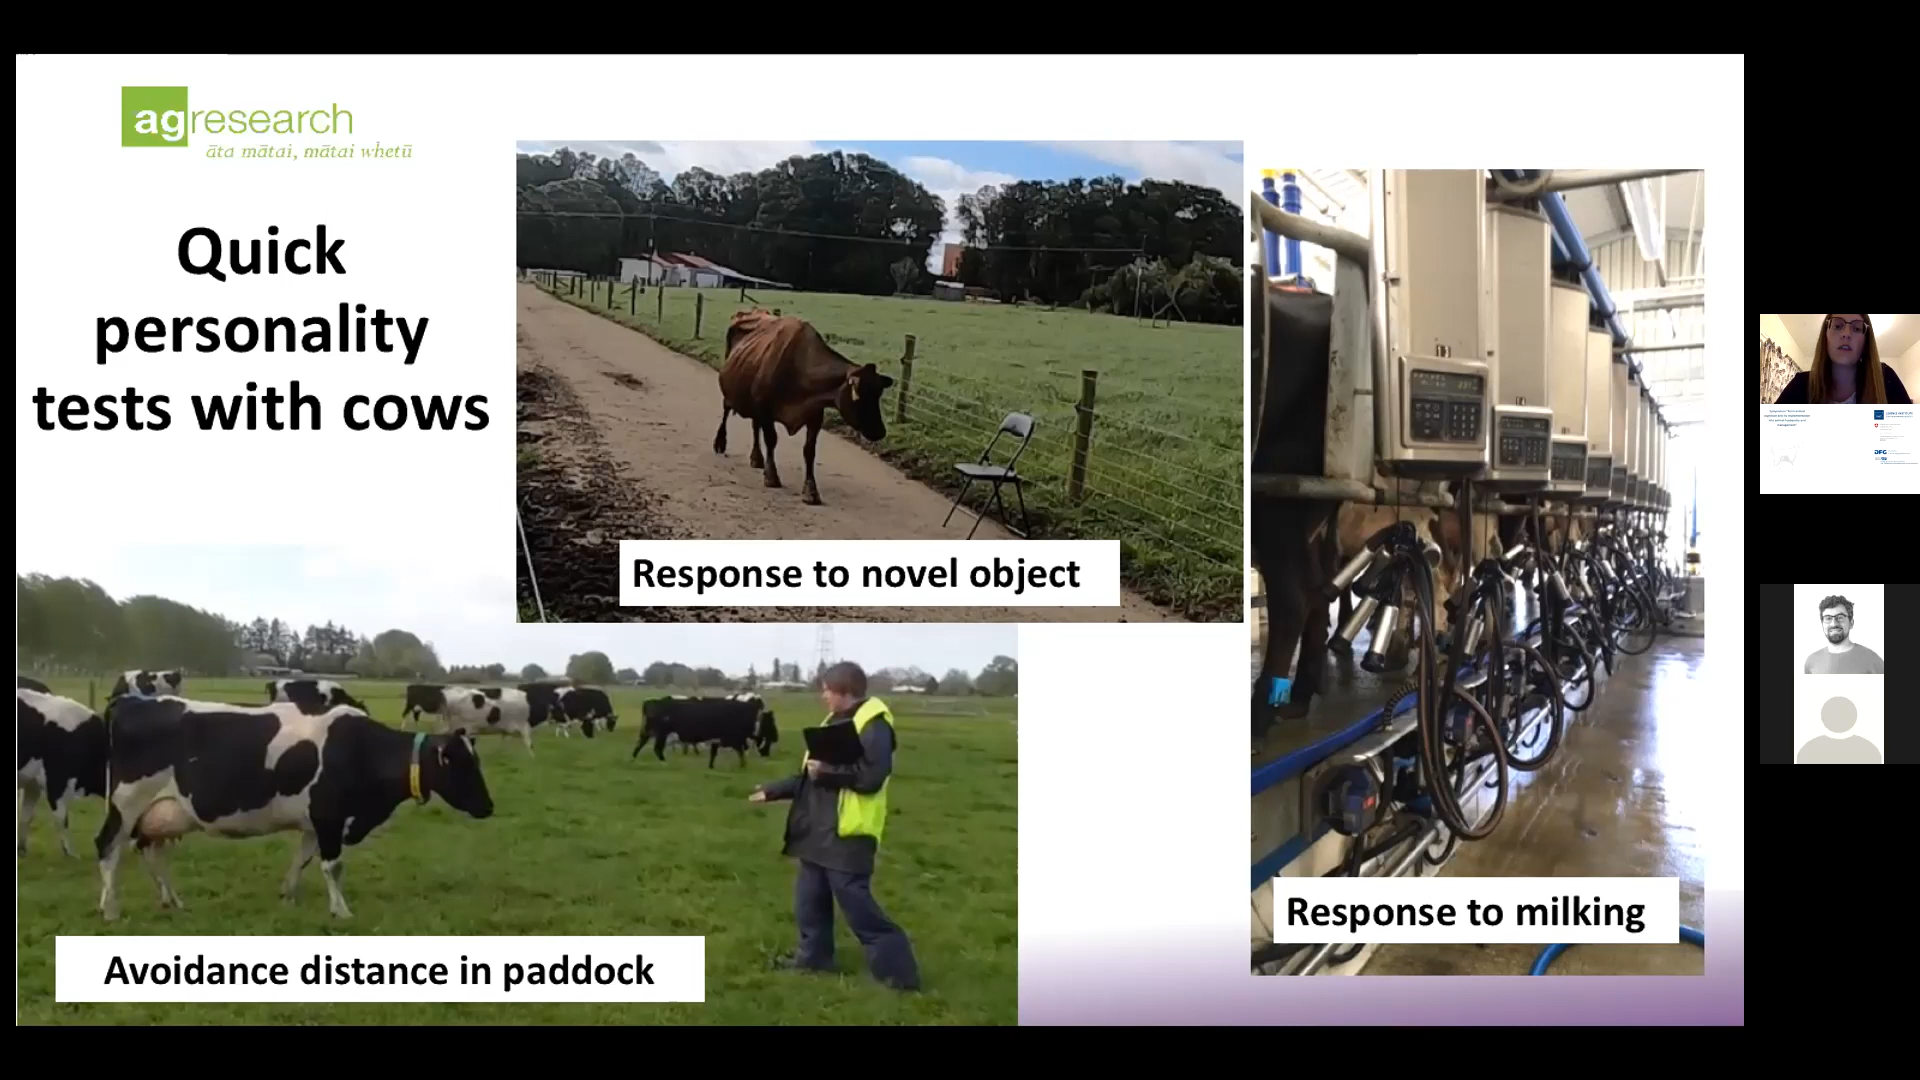 agresearch
āta mātai, mātai whetū
Quick
personality
tests with cows
Response to novel object
Avoidance distance in paddock
Response to milking
DFG